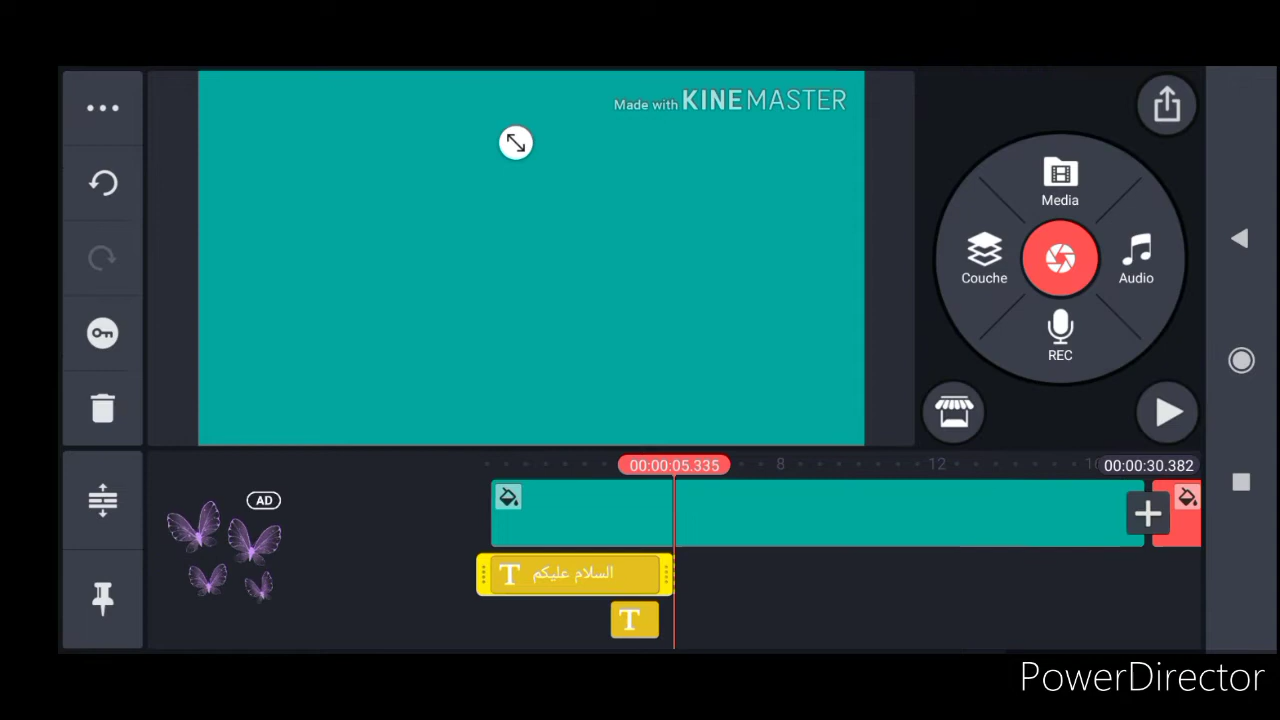 Made with KINEMASTER
Media
Couche
Audio
REC
00:00:05.335
8
12
00:00:30.382
AD
T السلام عليكم
T
PowerDirector